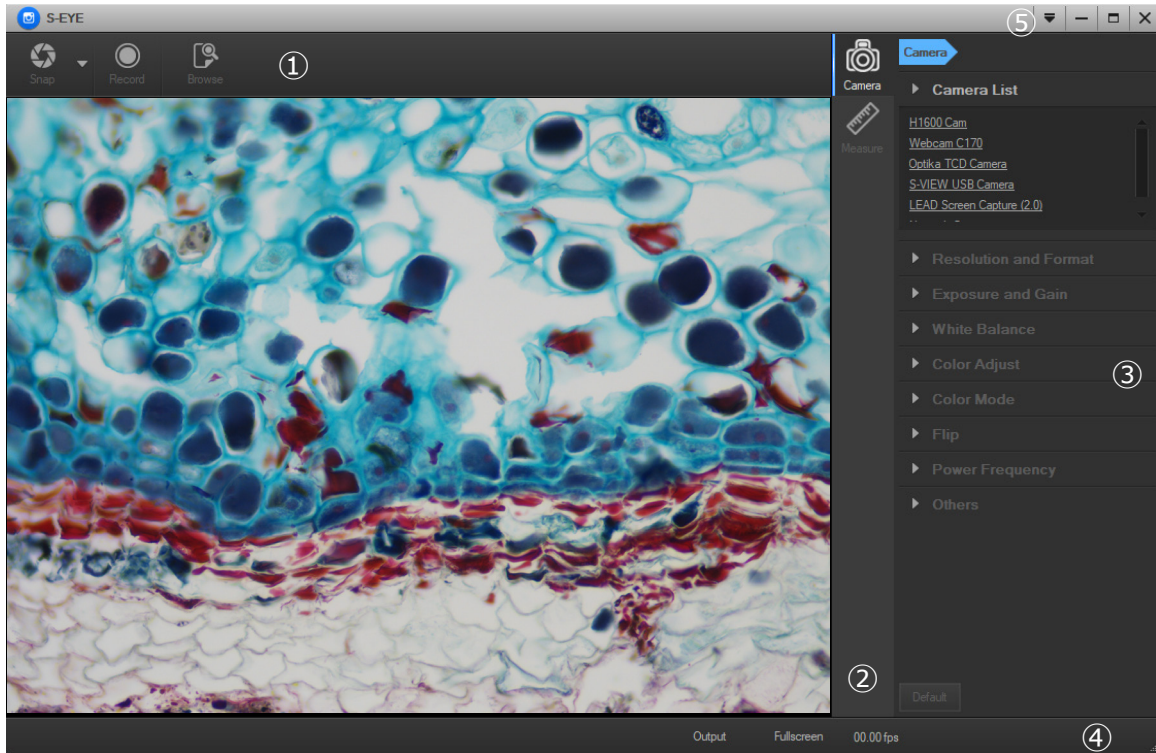 S-EYE
⑤
Snap
Record
Browse
①
Camera
Measure
Camera
Camera List
H1600 Cam
Webcam C170
Optika TCD Camera
S-VIEW USB Camera
LEAD Screen Capture (2.0)
Resolution and Format
Exposure and Gain
White Balance
Color Adjust
③
Color Mode
Flip
Power Frequency
Others
②
Default
Output
Fullscreen
00.00 fps
④